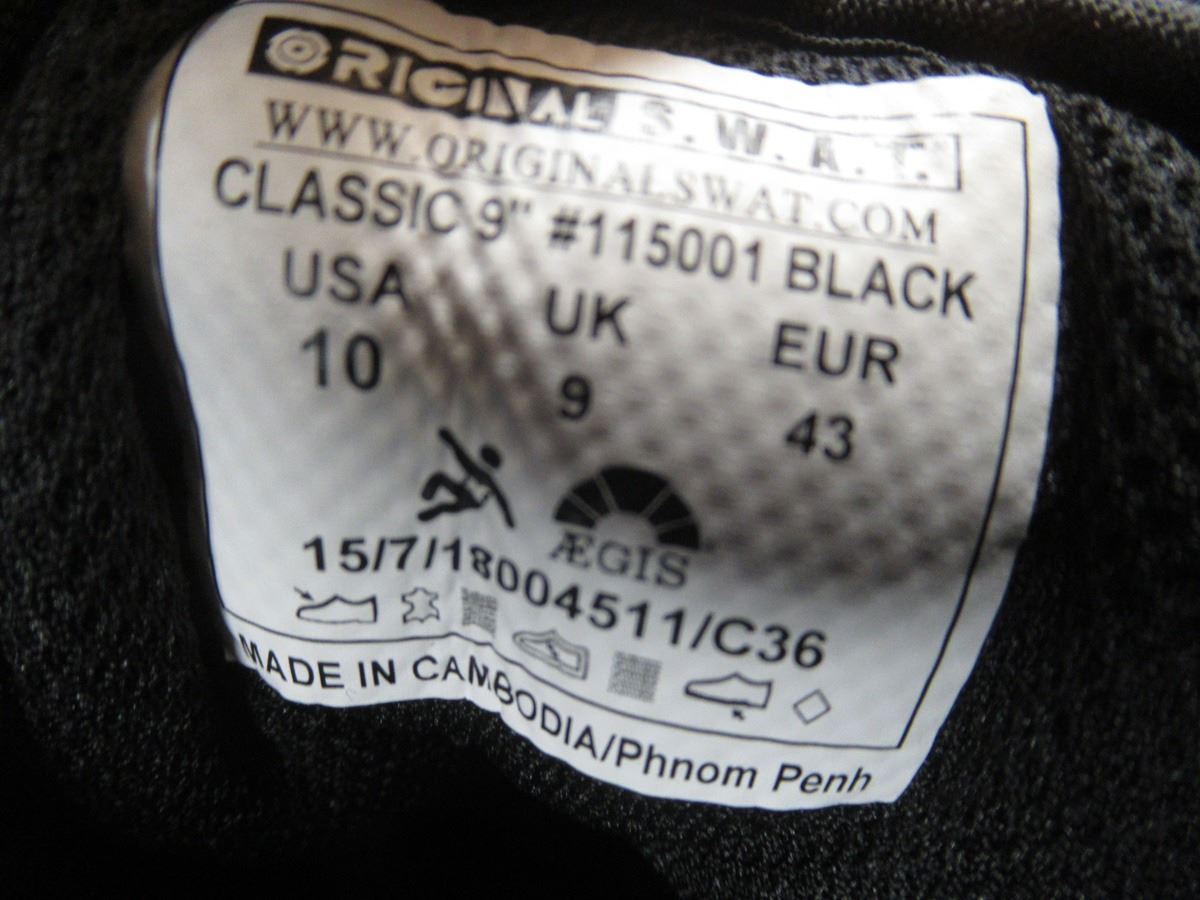 ORIGINAL S.W.A.T.
WWW.ORIGINALSWAT.COM
CLASSIC 9" #115001 BLACK
USA UK EUR
10 9 43
ÆGIS
15/7/18004511/C36
MADE IN CAMBODIA/Phnom Penh